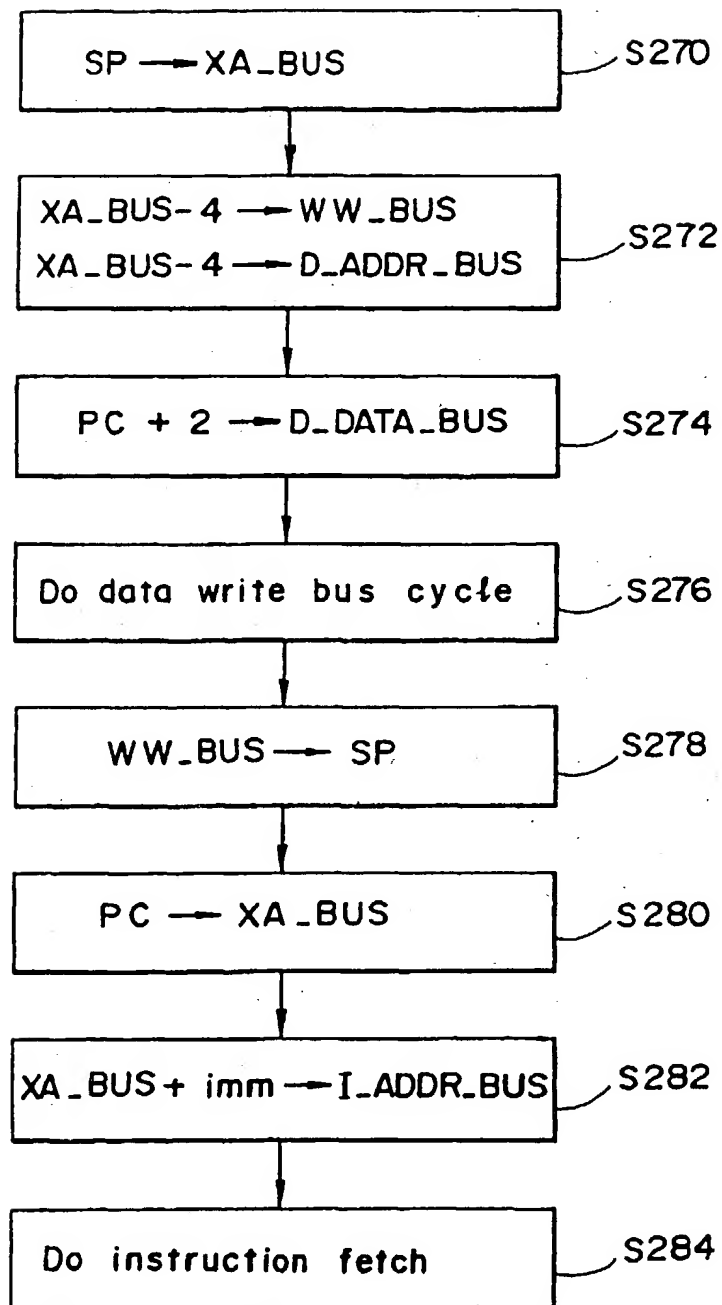 SP → XA_BUS
S270
XA_BUS-4 → WW_BUS
XA_BUS-4 → D_ADDR_BUS
S272
PC + 2 → D_DATA_BUS
S274
Do data write bus cycle
S276
WW_BUS → SP
S278
PC → XA_BUS
S280
XA_BUS + imm → I_ADDR_BUS
S282
Do instruction fetch
S284